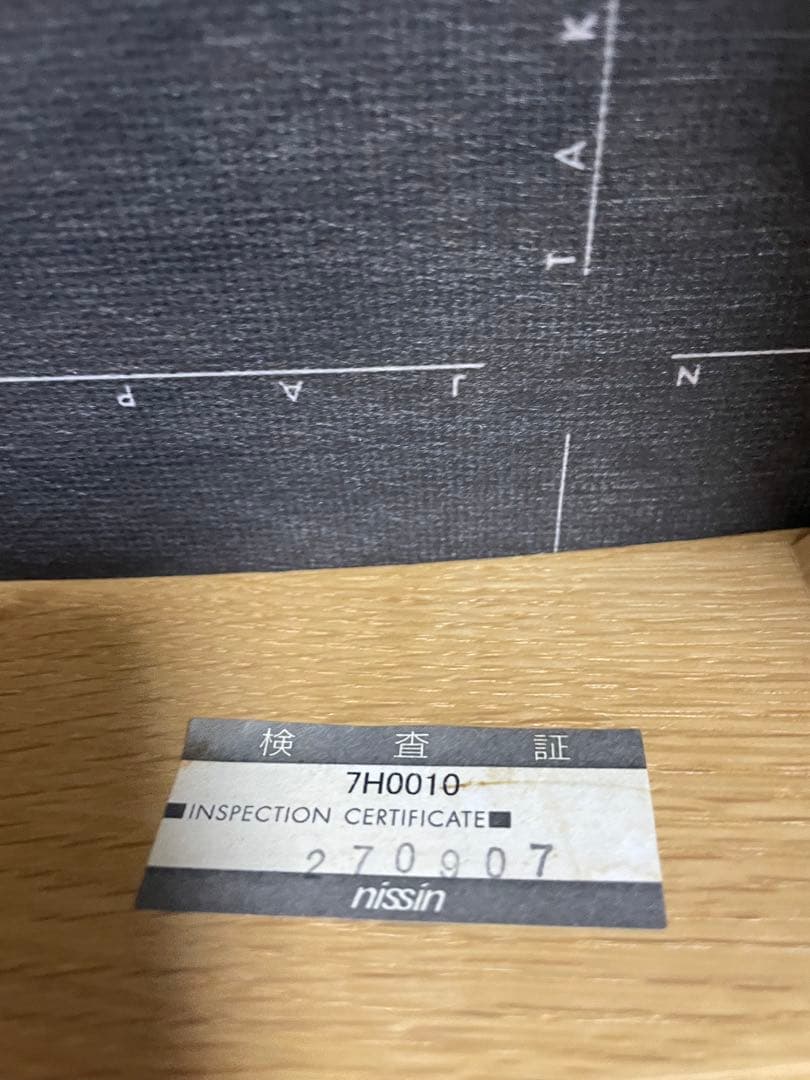 K
A
T
P A J
N
検 査 証
7H0010
■INSPECTION CERTIFICATE■
270907
nissin